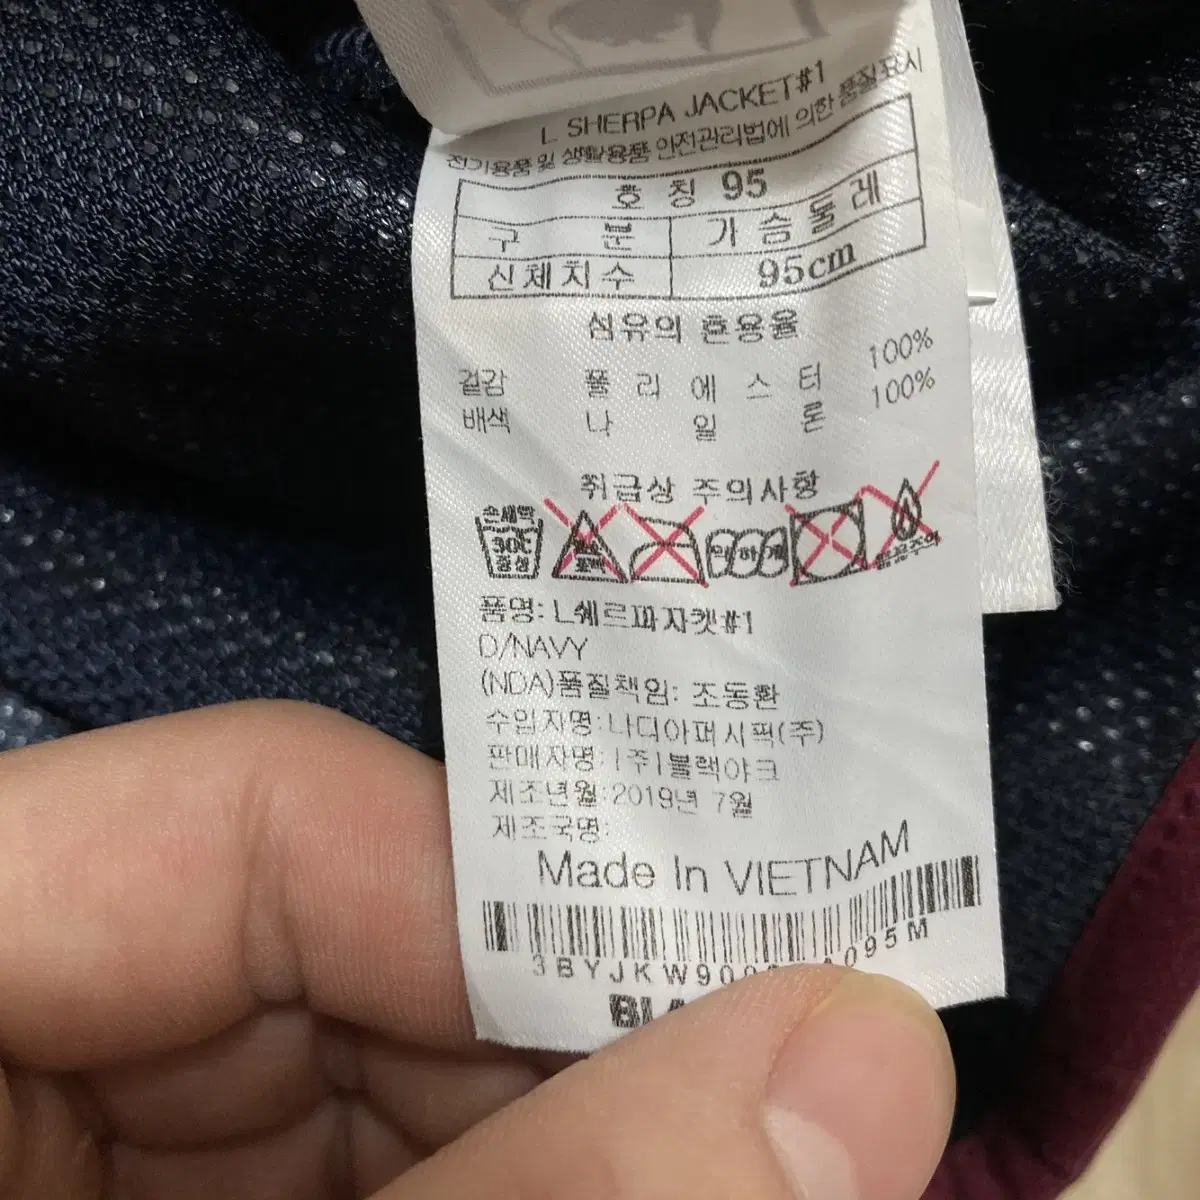 L SHERPA JACKET#1
전기용품 및 생활용품 안전관리법에 의한 품질표시
호 칭 95
구 분 가슴둘레
신체치수 95cm
섬유의 혼용율
겉감 폴 리 에 스 터 100%
배색 나 일 론 100%
취급상 주의사항
손세탁
30℃
중성
약하게
품명: L쉐르파자켓#1
D/NAVY
(NDA)품질책임: 조동환
수입자명:나디아퍼시픽(주)
판매자명:(주)블랙야크
제조년월:2019년 7월
제조국명:
Made In VIETNAM
3BYJKW900 095M